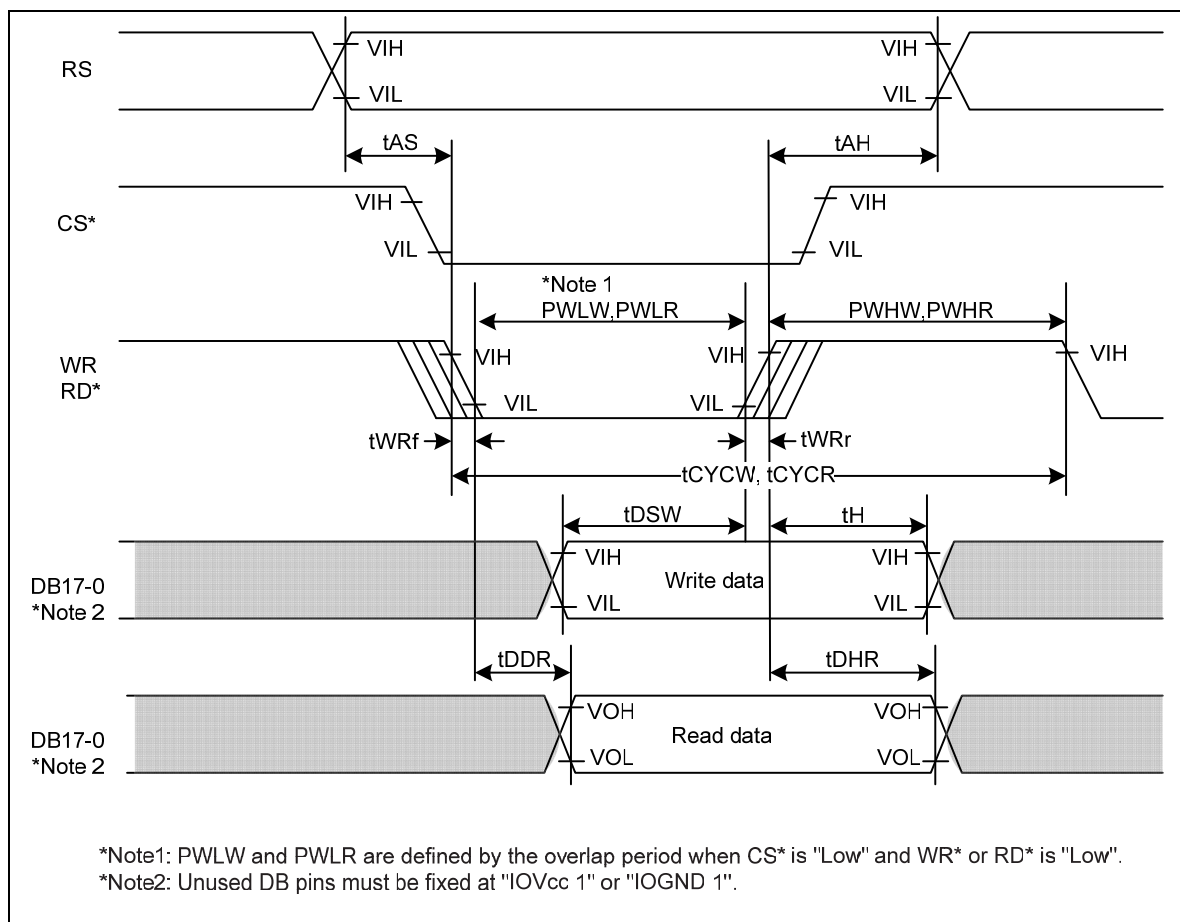 RS
VIH
VIH
VIL
VIL
tAS
tAH
CS*
VIH
VIH
VIL
VIL
*Note 1
PWLW,PWLR
PWHW,PWHR
WR
RD*
VIH
VIH
VIH
VIL
VIL
tWRf
tWRr
tCYCW, tCYCR
tDSW
tH
DB17-0
*Note 2
VIH
VIH
Write data
VIL
VIL
tDDR
tDHR
DB17-0
*Note 2
VOH
VOH
Read data
VOL
VOL
*Note1: PWLW and PWLR are defined by the overlap period when CS* is "Low" and WR* or RD* is "Low".
*Note2: Unused DB pins must be fixed at "IOVcc 1" or "IOGND 1".